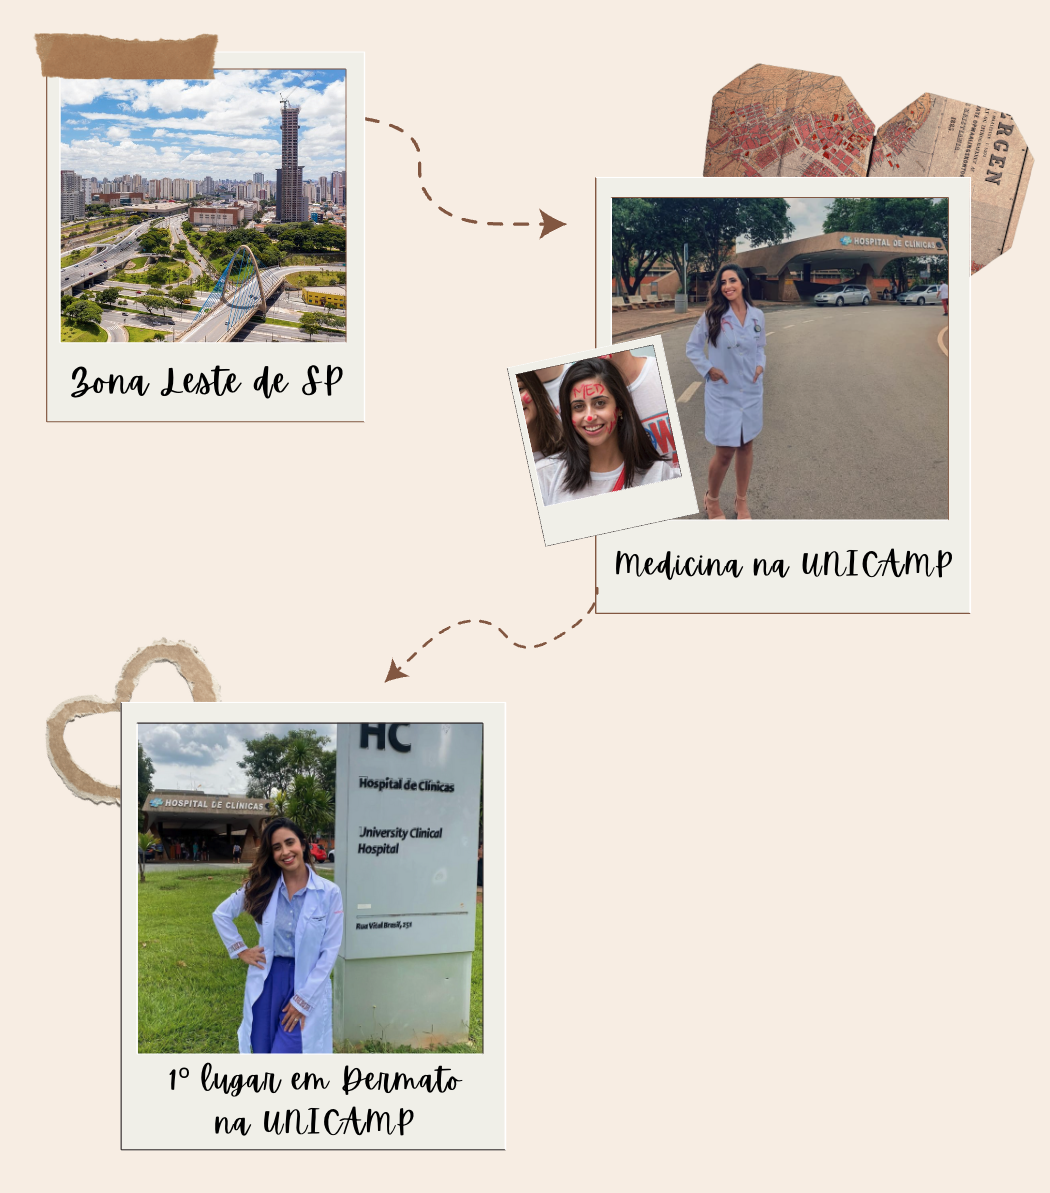 Zona Leste de SP
ERGEN
HOSPITAL DE CLÍNICAS
MED
Medicina na UNICAMP
HC
Hospital de Clínicas
University Clinical
Hospital
Rua Vital Brasil, 251
HOSPITAL DE CLÍNICAS
1º lugar em Dermato
na UNICAMP